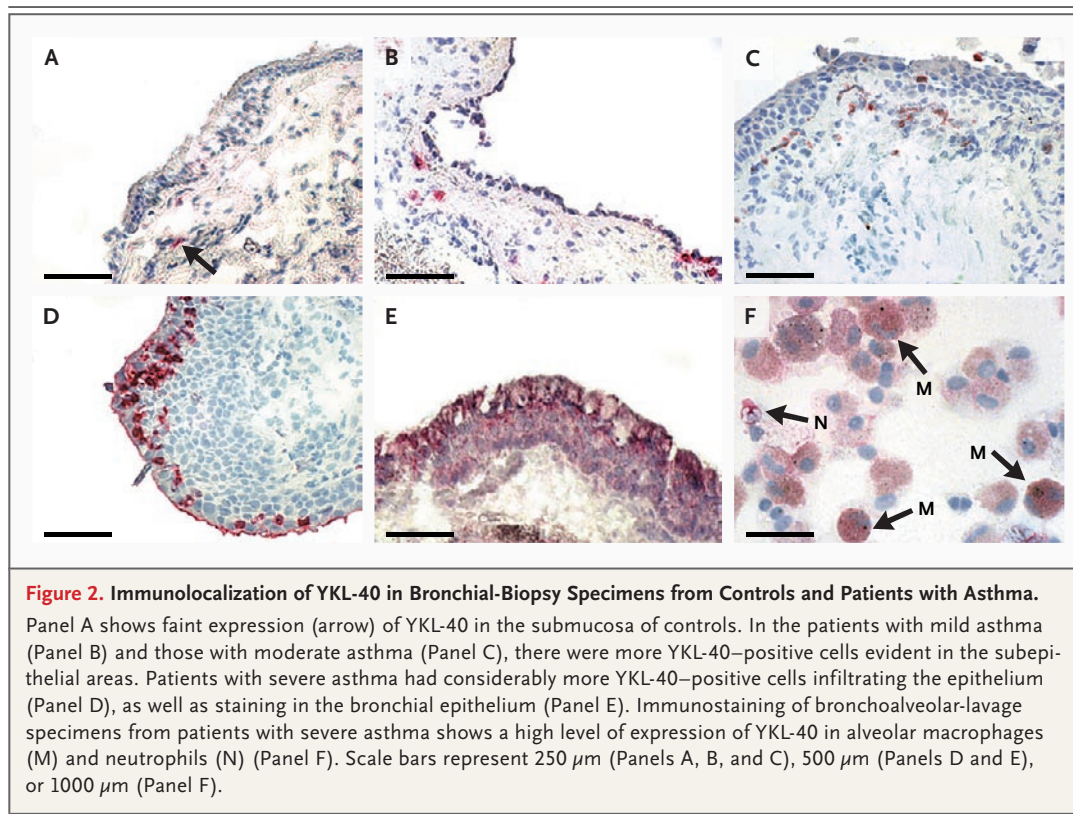 A
B
C
D
E
F
M
N
M
M
Figure 2. Immunolocalization of YKL-40 in Bronchial-Biopsy Specimens from Controls and Patients with Asthma.
Panel A shows faint expression (arrow) of YKL-40 in the submucosa of controls. In the patients with mild asthma
(Panel B) and those with moderate asthma (Panel C), there were more YKL-40–positive cells evident in the subepi-
thelial areas. Patients with severe asthma had considerably more YKL-40–positive cells infiltrating the epithelium
(Panel D), as well as staining in the bronchial epithelium (Panel E). Immunostaining of bronchoalveolar-lavage
specimens from patients with severe asthma shows a high level of expression of YKL-40 in alveolar macrophages
(M) and neutrophils (N) (Panel F). Scale bars represent 250 μm (Panels A, B, and C), 500 μm (Panels D and E),
or 1000 μm (Panel F).